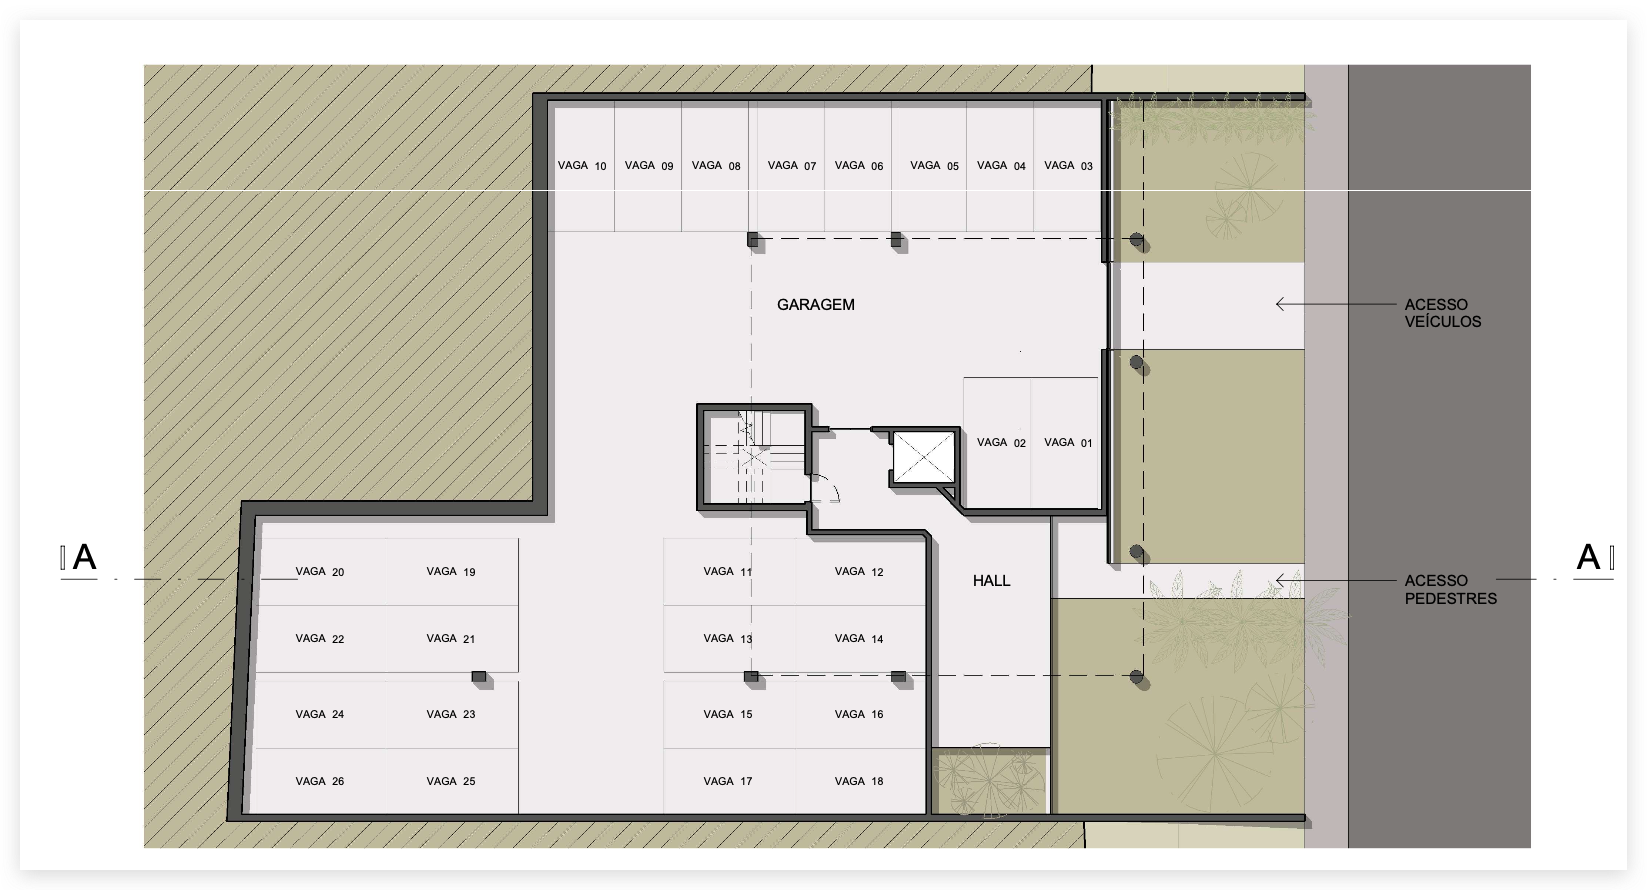 VAGA 10
VAGA 09
VAGA 08
VAGA 07
VAGA 06
VAGA 05
VAGA 04
VAGA 03
GARAGEM
ACESSO
VEÍCULOS
VAGA 02
VAGA 01
A
A
VAGA 20
VAGA 19
VAGA 11
VAGA 12
HALL
ACESSO
PEDESTRES
VAGA 22
VAGA 21
VAGA 13
VAGA 14
VAGA 24
VAGA 23
VAGA 15
VAGA 16
VAGA 26
VAGA 25
VAGA 17
VAGA 18